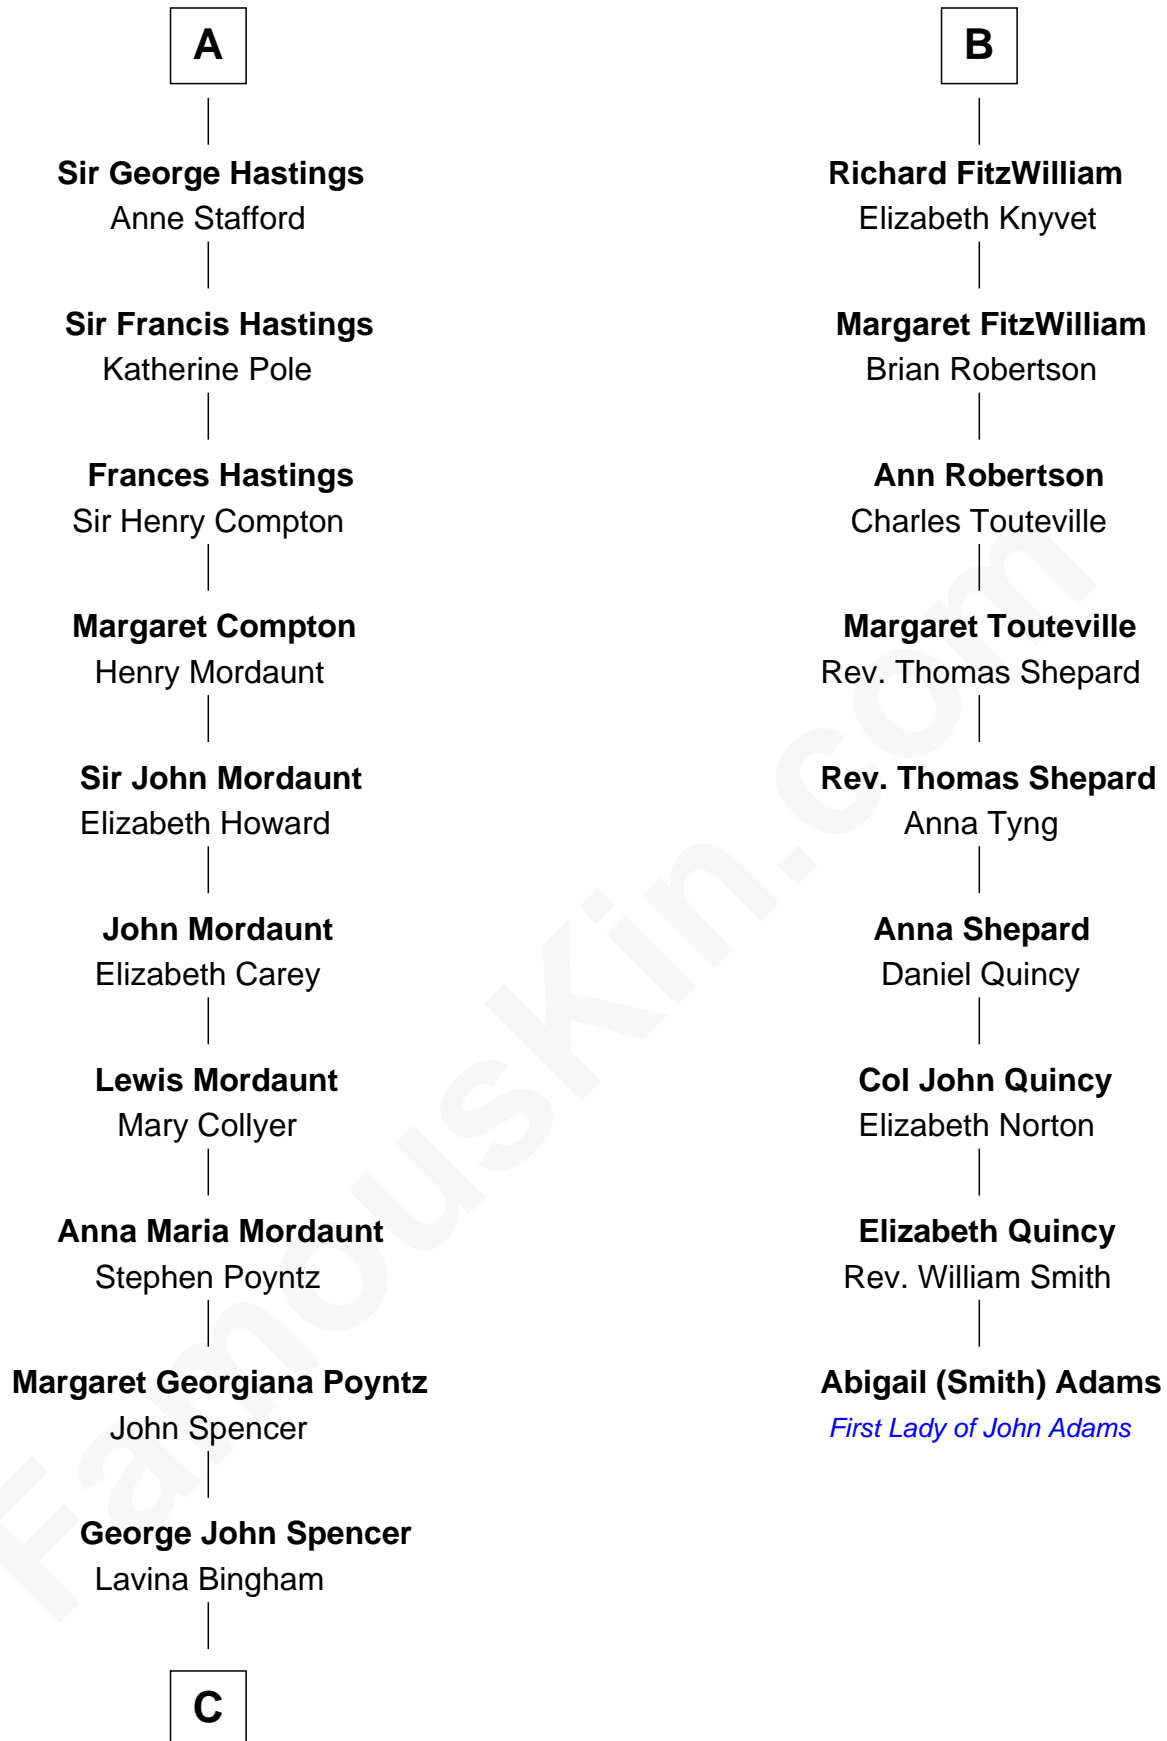 A
Sir George Hastings
Anne Stafford
Sir Francis Hastings
Katherine Pole
Frances Hastings
Sir Henry Compton
Margaret Compton
Henry Mordaunt
Sir John Mordaunt
Elizabeth Howard
John Mordaunt
Elizabeth Carey
Lewis Mordaunt
Mary Collyer
Anna Maria Mordaunt
Stephen Poyntz
Margaret Georgiana Poyntz
John Spencer
George John Spencer
Lavina Bingham
C
B
Richard FitzWilliam
Elizabeth Knyvet
Margaret FitzWilliam
Brian Robertson
Ann Robertson
Charles Touteville
Margaret Touteville
Rev. Thomas Shepard
Rev. Thomas Shepard
Anna Tyng
Anna Shepard
Daniel Quincy
Col John Quincy
Elizabeth Norton
Elizabeth Quincy
Rev. William Smith
Abigail (Smith) Adams
First Lady of John Adams
FamousKin.com